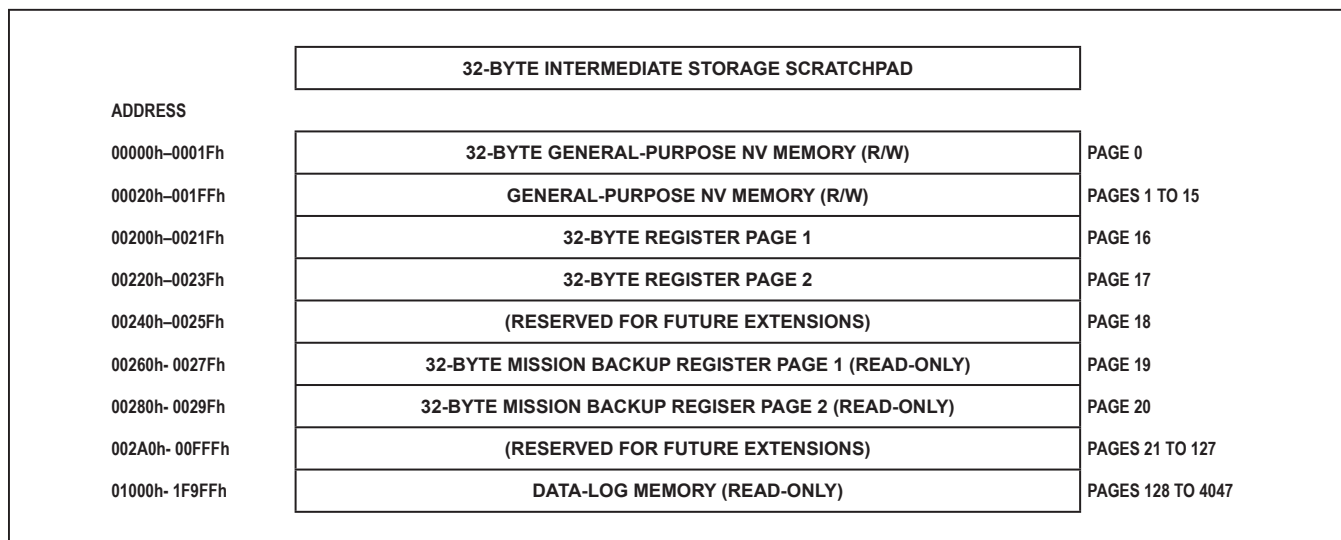 32-BYTE INTERMEDIATE STORAGE SCRATCHPAD
ADDRESS
00000h–0001Fh 32-BYTE GENERAL-PURPOSE NV MEMORY (R/W) PAGE 0
00020h–001FFh GENERAL-PURPOSE NV MEMORY (R/W) PAGES 1 TO 15
00200h–0021Fh 32-BYTE REGISTER PAGE 1 PAGE 16
00220h–0023Fh 32-BYTE REGISTER PAGE 2 PAGE 17
00240h–0025Fh (RESERVED FOR FUTURE EXTENSIONS) PAGE 18
00260h- 0027Fh 32-BYTE MISSION BACKUP REGISTER PAGE 1 (READ-ONLY) PAGE 19
00280h- 0029Fh 32-BYTE MISSION BACKUP REGISER PAGE 2 (READ-ONLY) PAGE 20
002A0h- 00FFFh (RESERVED FOR FUTURE EXTENSIONS) PAGES 21 TO 127
01000h- 1F9FFh DATA-LOG MEMORY (READ-ONLY) PAGES 128 TO 4047